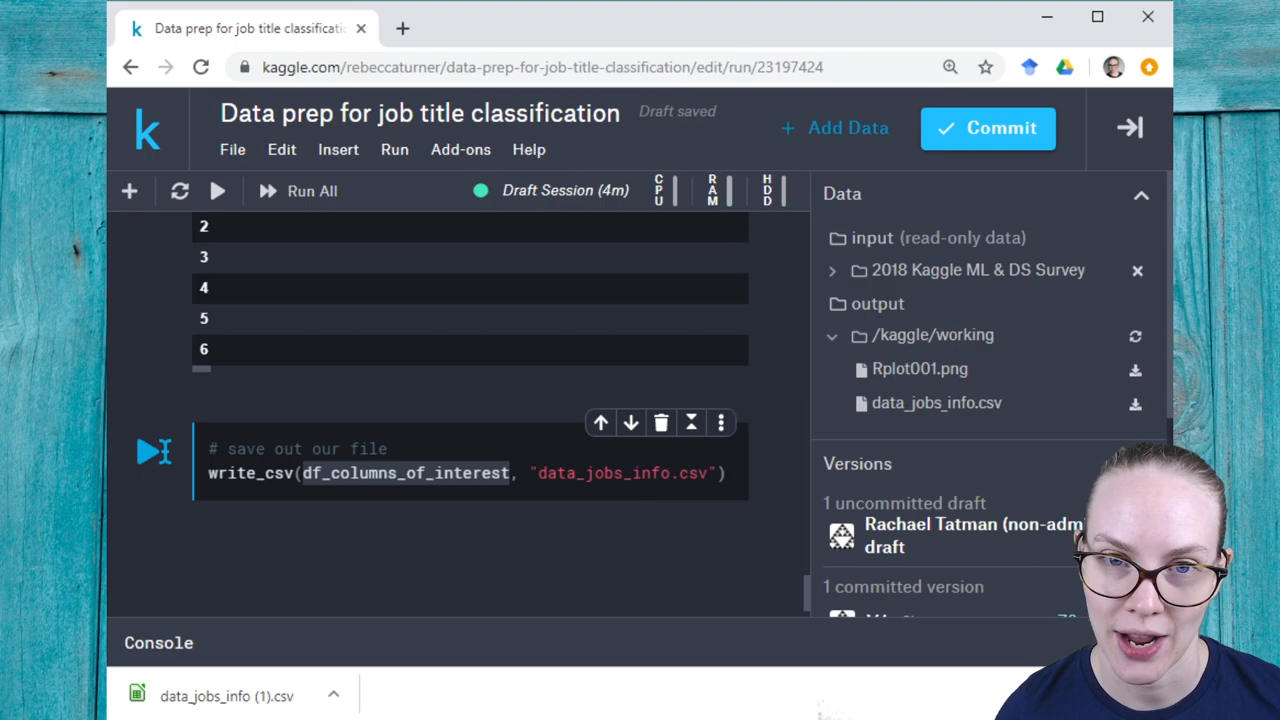 k Data prep for job title classificati
kaggle.com/rebeccaturner/data-prep-for-job-title-classification/edit/run/23197424
k Data prep for job title classification Draft saved
+ Add Data
Commit
File Edit Insert Run Add-ons Help
Run All
Draft Session (4m)
CPU
RAM
HDD
2
3
4
5
6
# save out our file
write_csv(df_columns_of_interest, "data_jobs_info.csv")
Data
input (read-only data)
2018 Kaggle ML & DS Survey
output
/kaggle/working
Rplot001.png
data_jobs_info.csv
Versions
1 uncommitted draft
Rachael Tatman (non-adm
draft
1 committed version
Console
data_jobs_info (1).csv